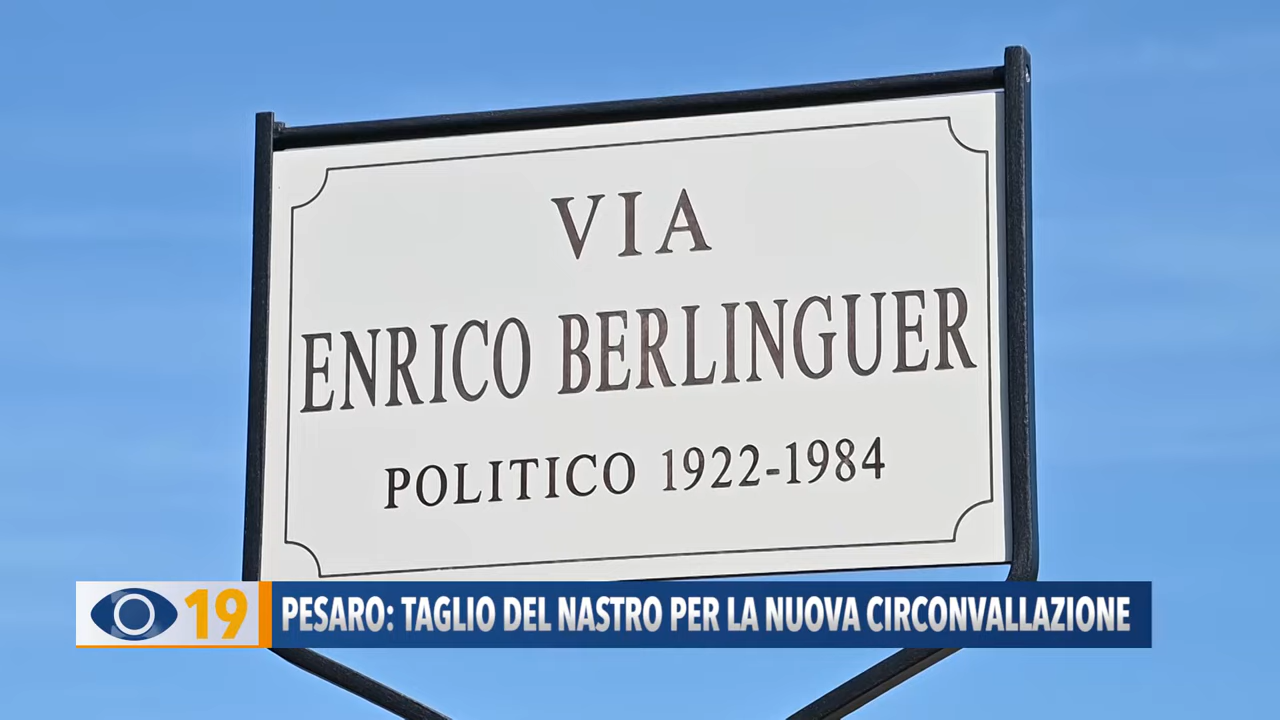 VIA
ENRICO BERLINGUER
POLITICO 1922-1984
19 PESARO: TAGLIO DEL NASTRO PER LA NUOVA CIRCONVALLAZIONE